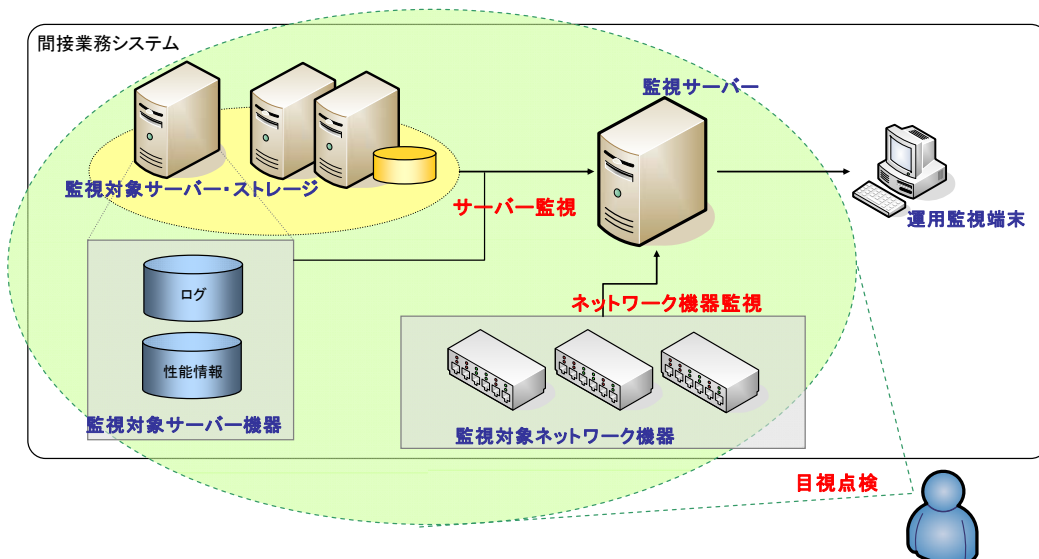 間接業務システム
監視サーバー
監視対象サーバー・ストレージ
サーバー監視
運用監視端末
ログ
ネットワーク機器監視
性能情報
監視対象サーバー機器
監視対象ネットワーク機器
目視点検